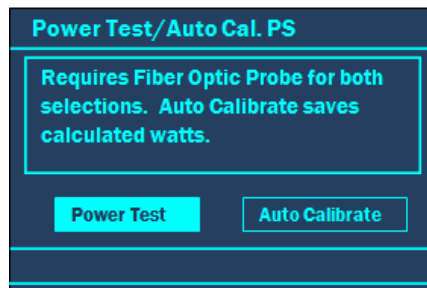 Power Test/Auto Cal. PS
Requires Fiber Optic Probe for both
selections. Auto Calibrate saves
calculated watts.
Power Test
Auto Calibrate